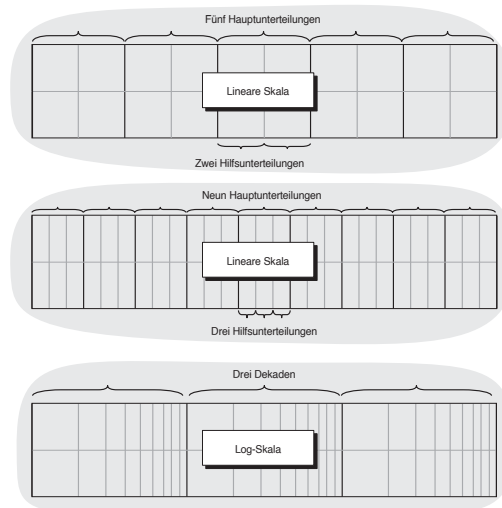 Fünf Hauptunterteilungen
Lineare Skala
Zwei Hilfsunterteilungen
Neun Hauptunterteilungen
Lineare Skala
Drei Hilfsunterteilungen
Drei Dekaden
Log-Skala